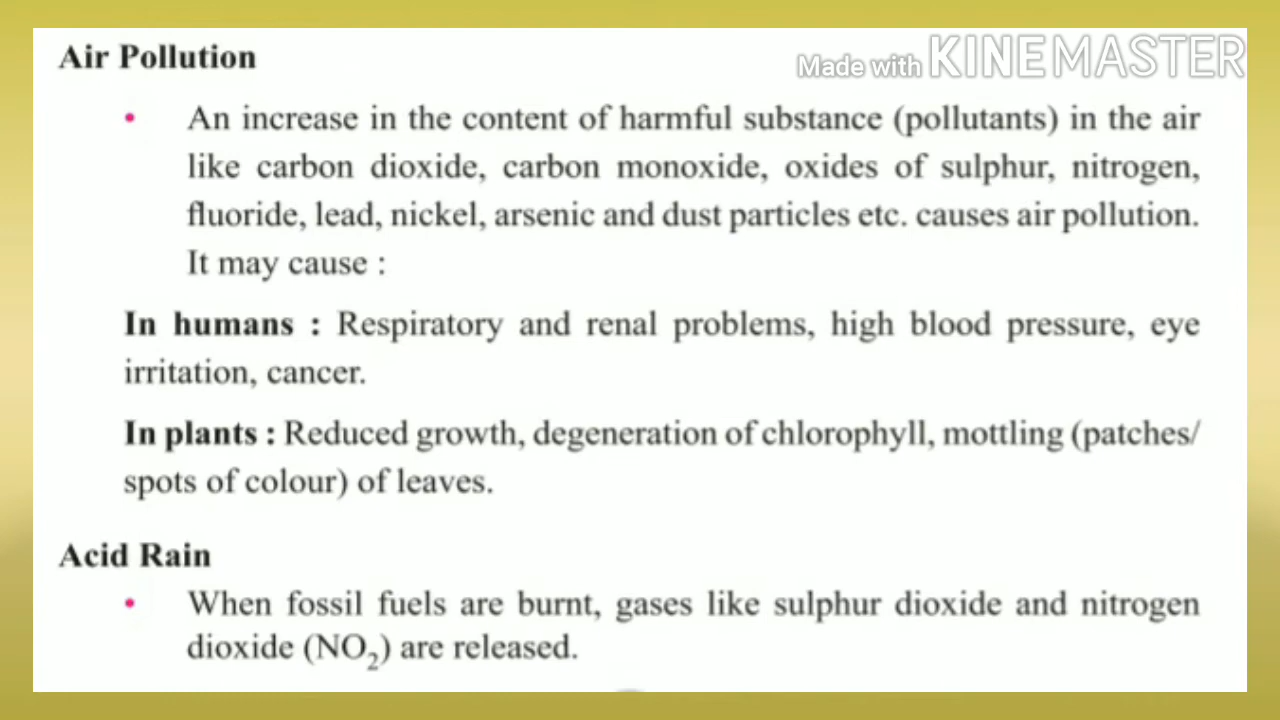 Air Pollution
Made with KINEMASTER
• An increase in the content of harmful substance (pollutants) in the air
like carbon dioxide, carbon monoxide, oxides of sulphur, nitrogen,
fluoride, lead, nickel, arsenic and dust particles etc. causes air pollution.
It may cause :
In humans : Respiratory and renal problems, high blood pressure, eye
irritation, cancer.
In plants : Reduced growth, degeneration of chlorophyll, mottling (patches/
spots of colour) of leaves.
Acid Rain
• When fossil fuels are burnt, gases like sulphur dioxide and nitrogen
dioxide (NO₂) are released.